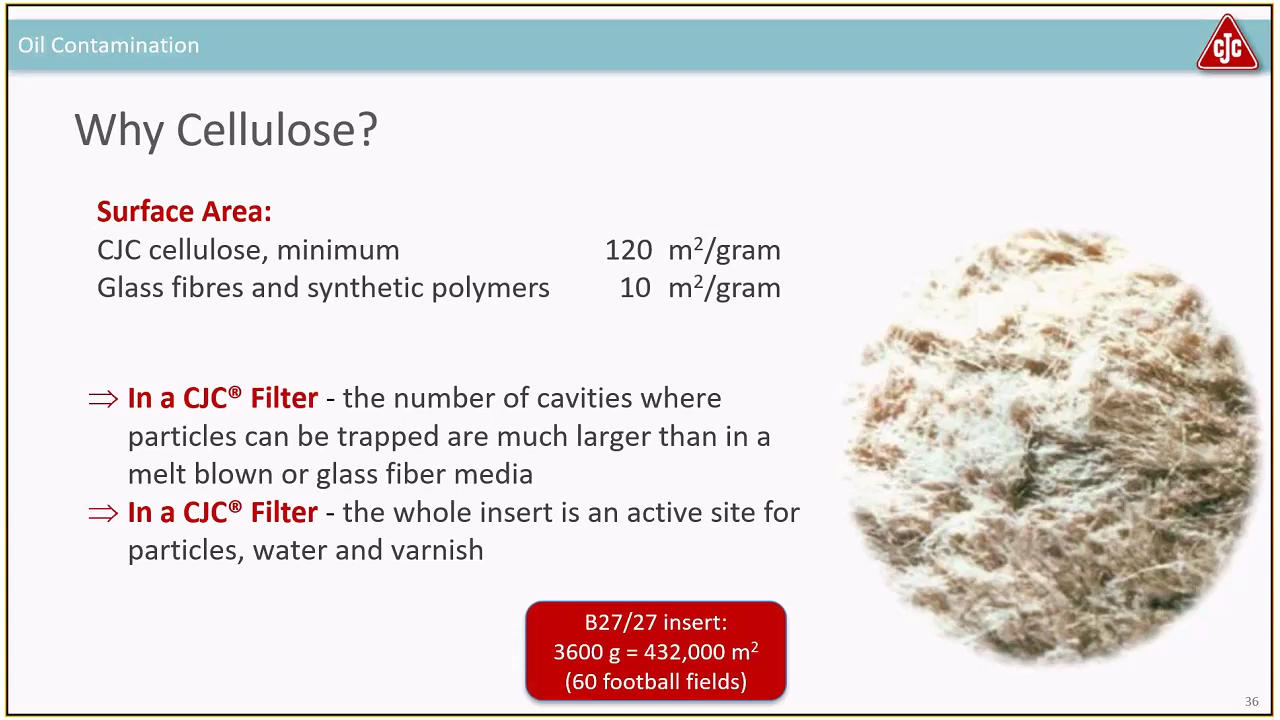 Oil Contamination
CJC
Why Cellulose?
Surface Area:
CJC cellulose, minimum 120 m²/gram
Glass fibres and synthetic polymers 10 m²/gram
⇒ In a CJC® Filter - the number of cavities where
particles can be trapped are much larger than in a
melt blown or glass fiber media
⇒ In a CJC® Filter - the whole insert is an active site for
particles, water and varnish
B27/27 insert:
3600 g = 432,000 m²
(60 football fields)
36